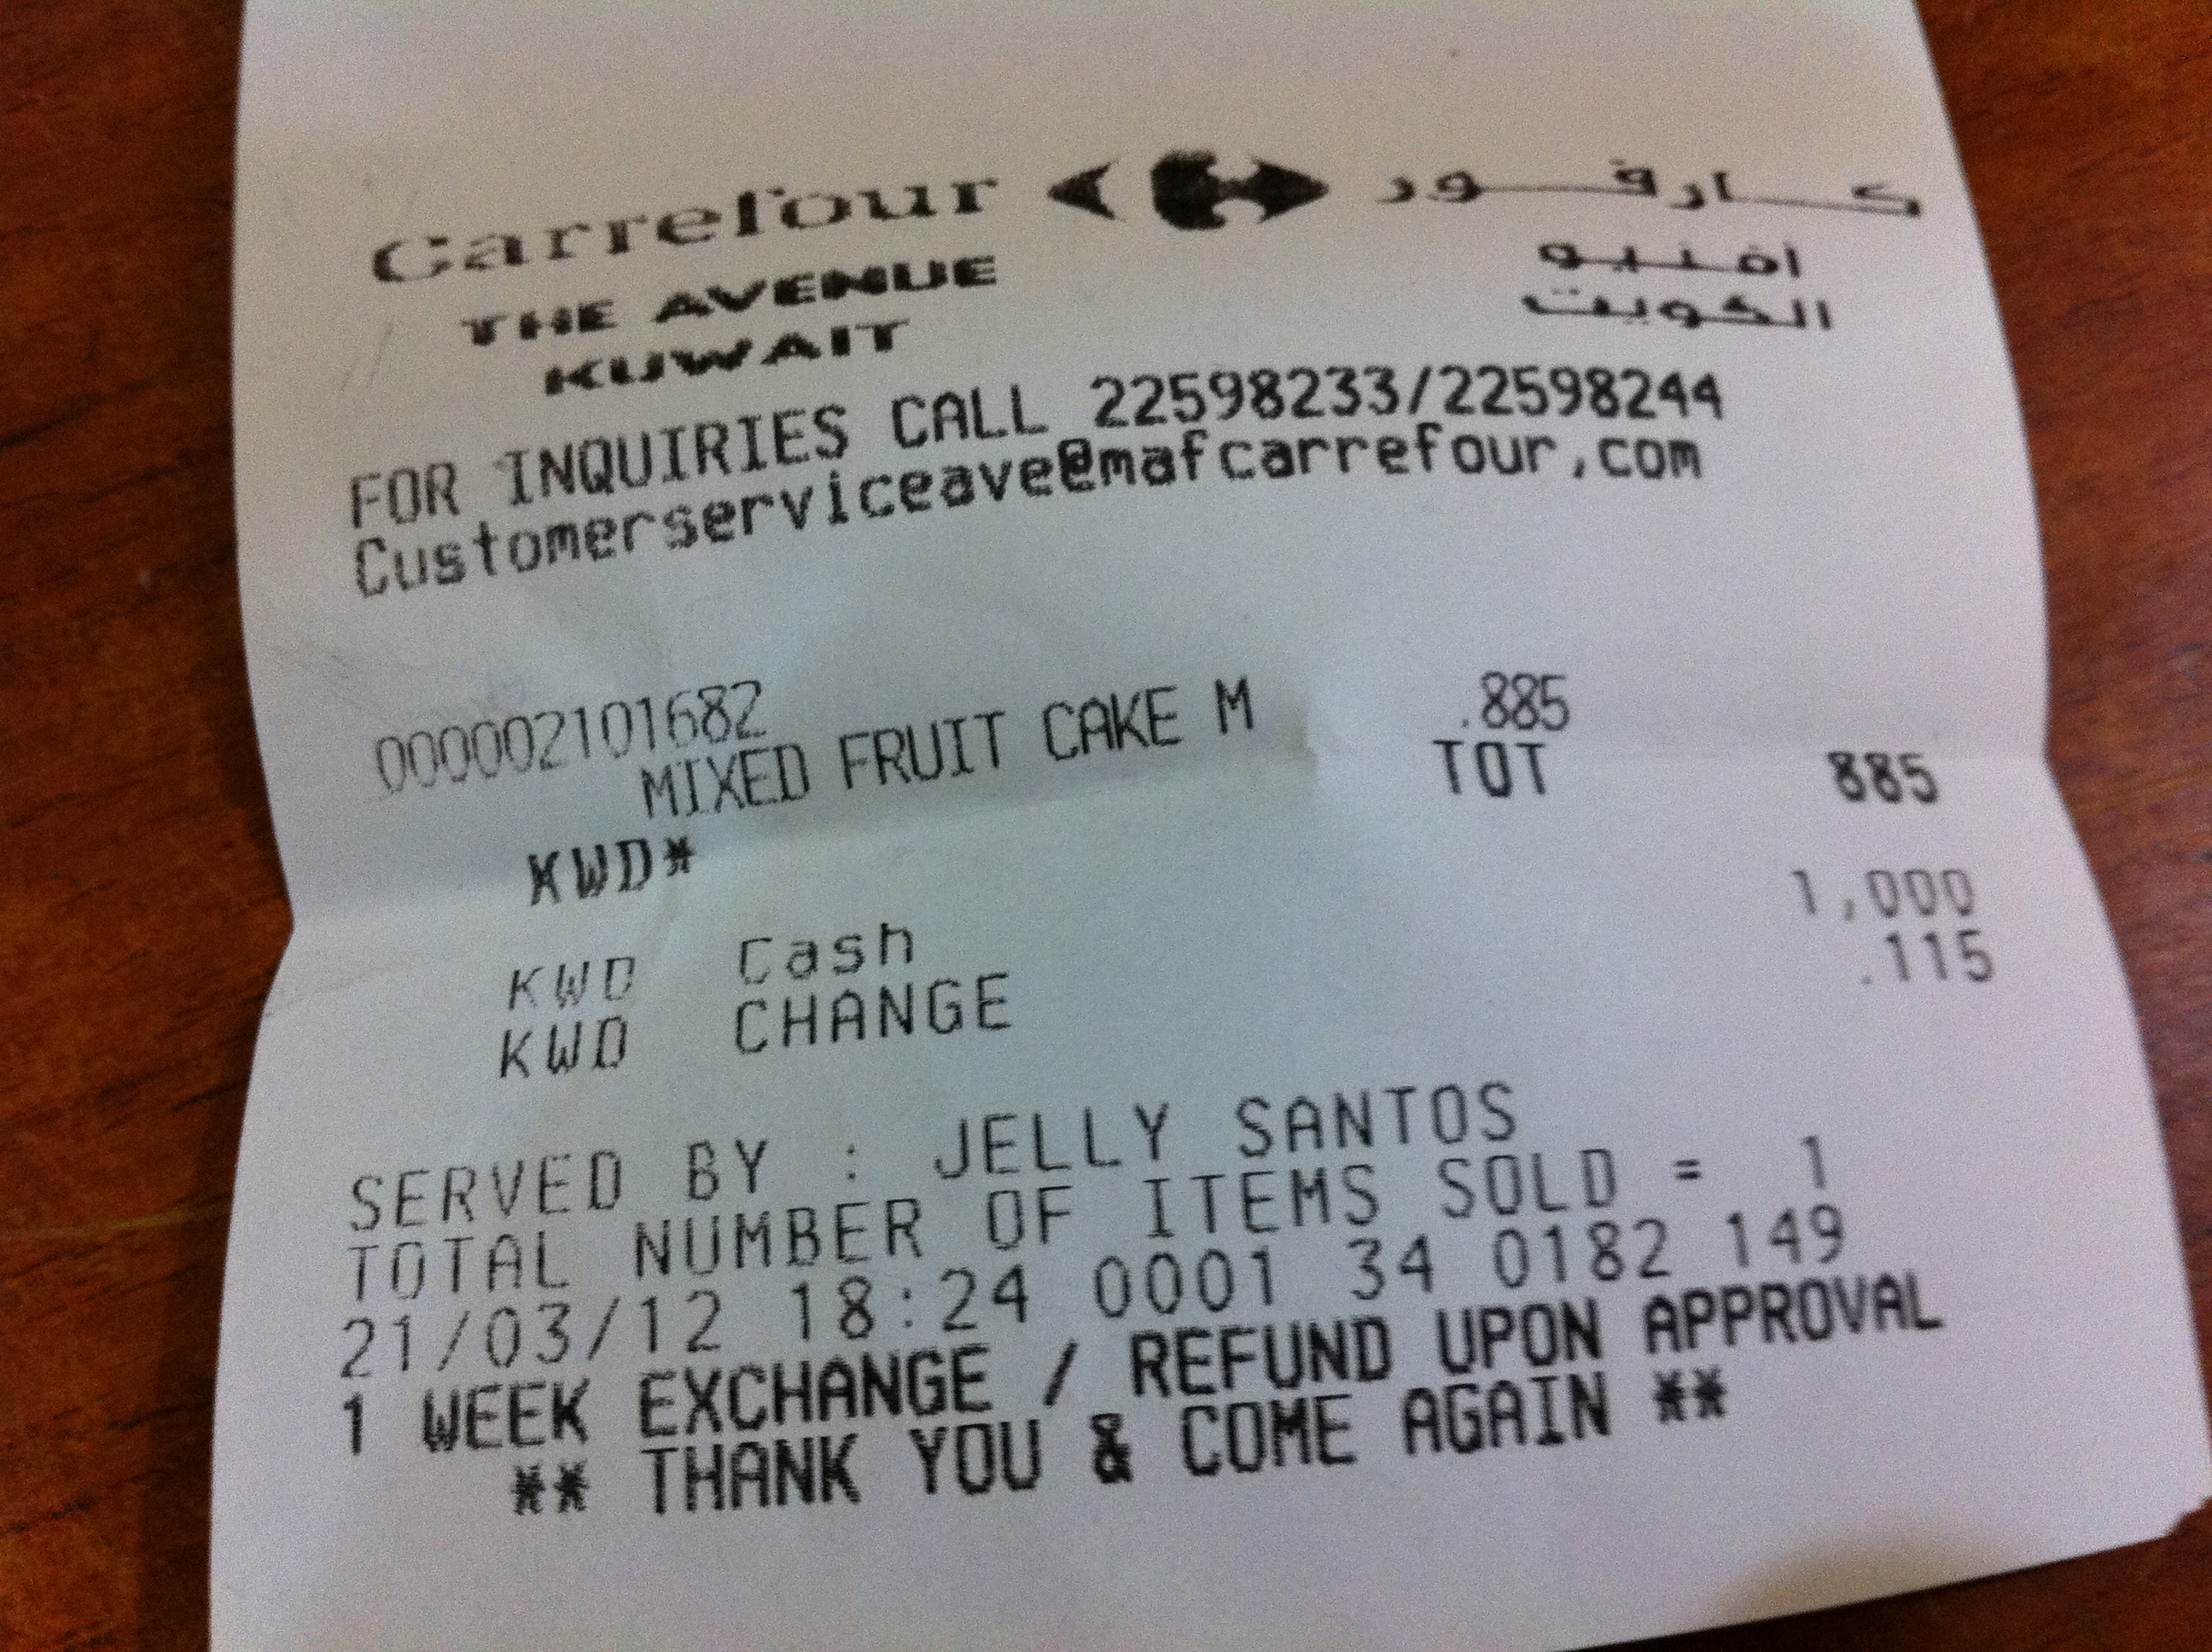 Carrefour كارفور
THE AVENUE افنيو
KUWAIT الكويت
FOR INQUIRIES CALL 22598233/22598244
Customerserviceave@mafcarrefour.com
000002101682
MIXED FRUIT CAKE M .885
KWD* TOT 885
KWD Cash 1,000
KWD CHANGE .115
SERVED BY : JELLY SANTOS
TOTAL NUMBER OF ITEMS SOLD = 1
21/03/12 18:24 0001 34 0182 149
1 WEEK EXCHANGE / REFUND UPON APPROVAL
** THANK YOU & COME AGAIN **